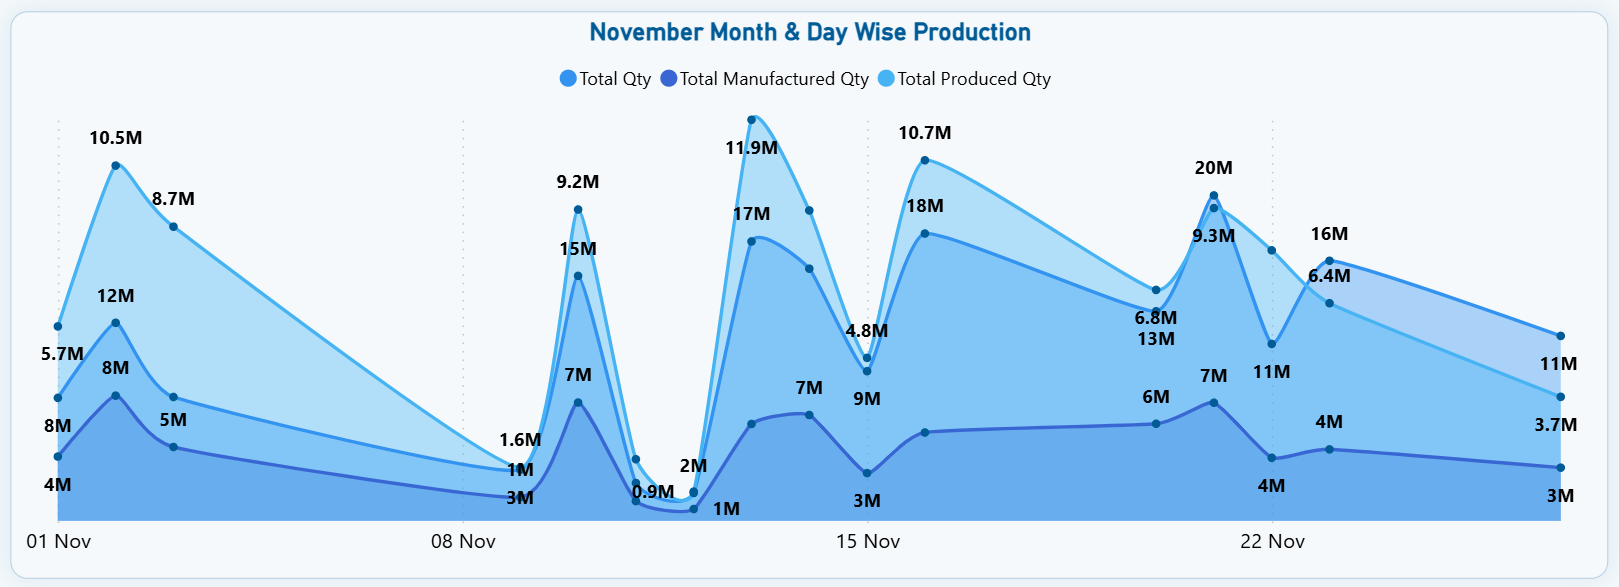 November Month & Day Wise Production
Total Qty Total Manufactured Qty Total Produced Qty
10.5M
8.7M
5.7M
12M
8M
8M
5M
4M
1.6M
1M
3M
9.2M
15M
7M
0.9M
2M
1M
11.9M
17M
7M
4.8M
9M
3M
10.7M
18M
6.8M
13M
6M
20M
9.3M
7M
11M
4M
16M
6.4M
4M
11M
3.7M
3M
01 Nov 08 Nov 15 Nov 22 Nov